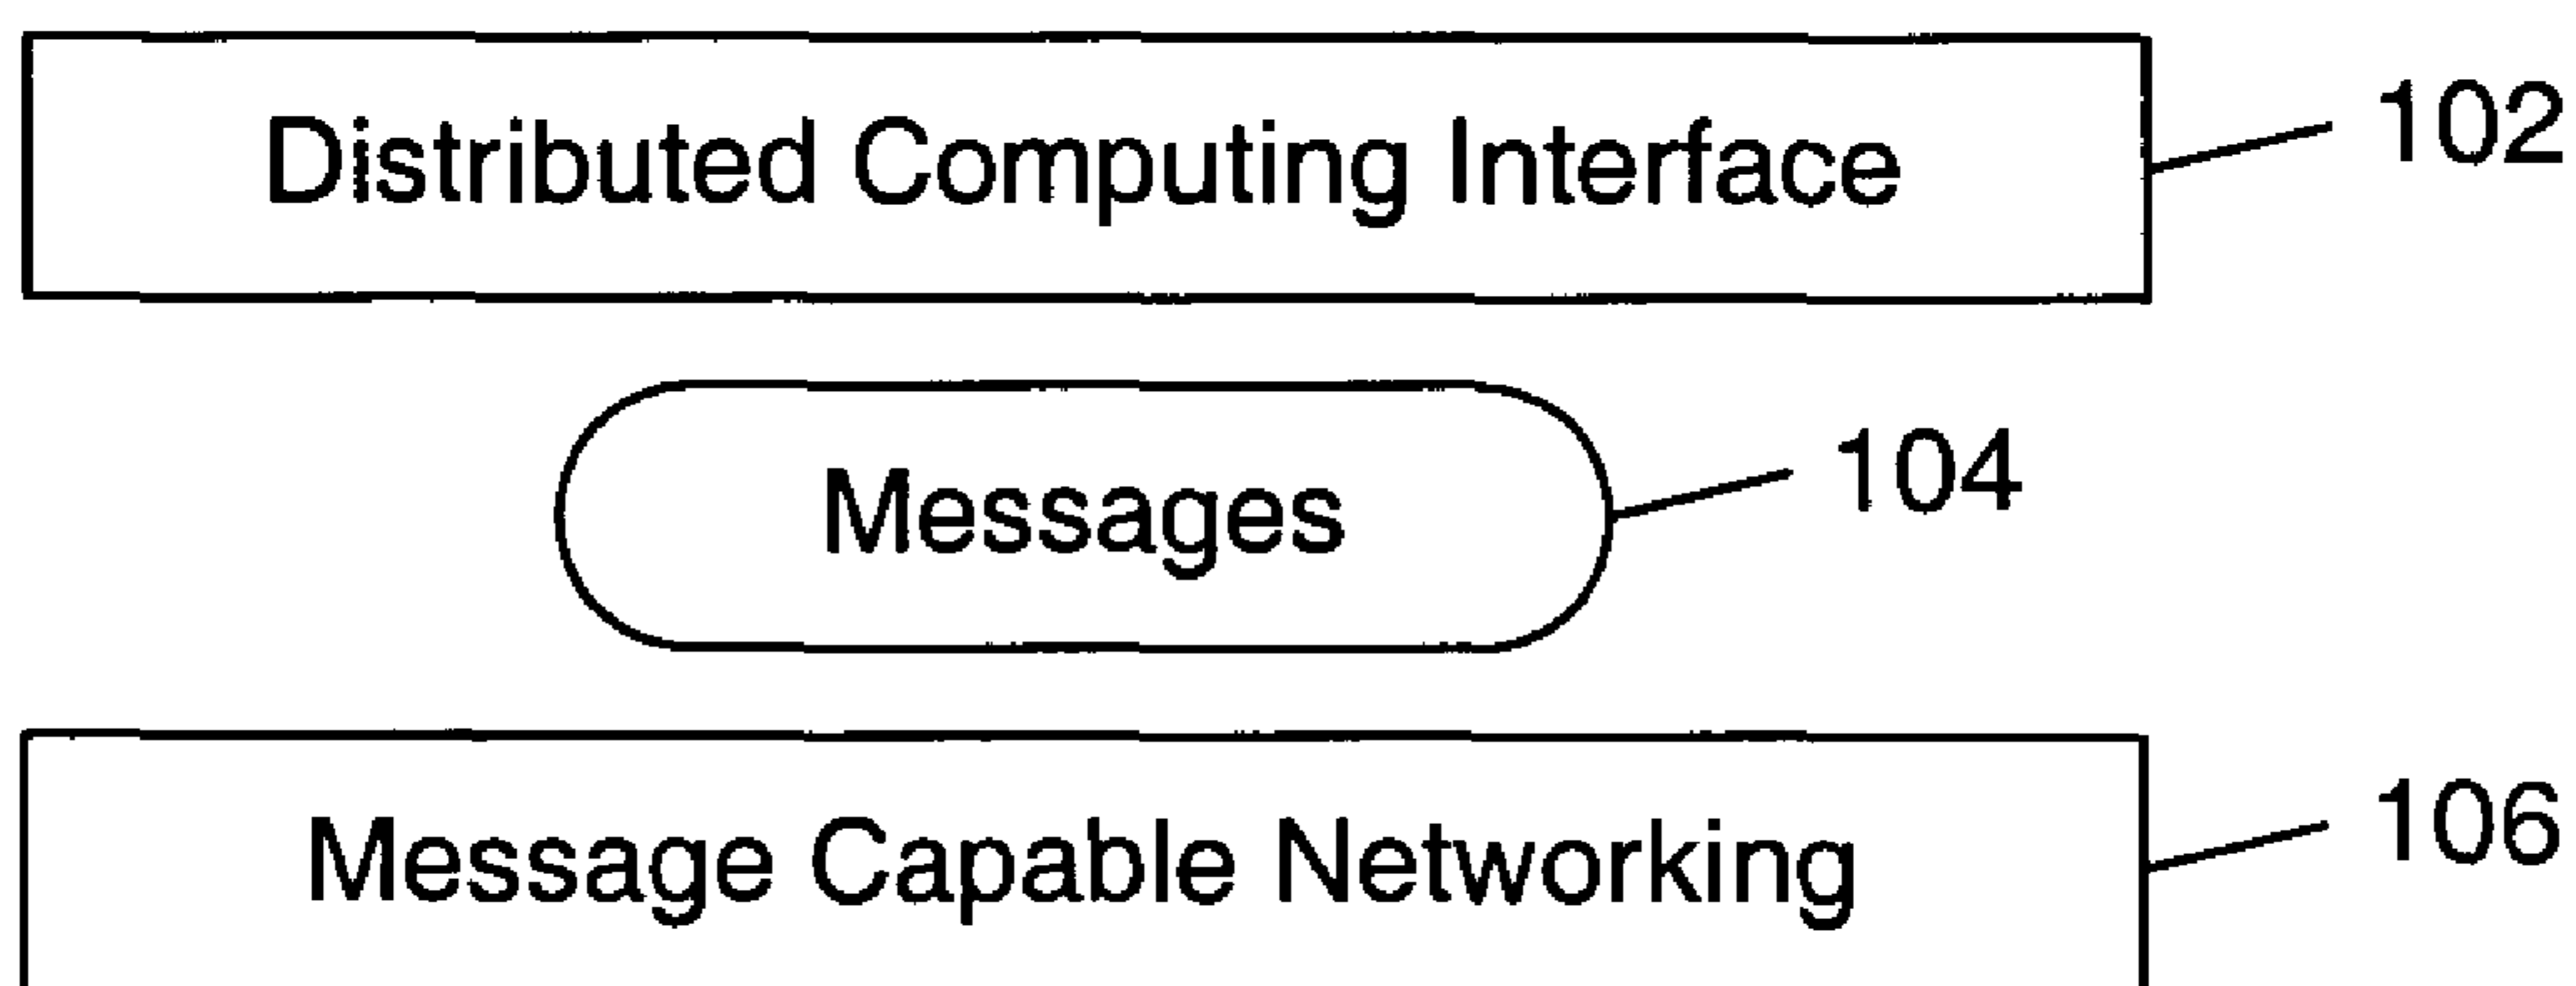 Distributed Computing Interface 102
Messages 104
Message Capable Networking 106